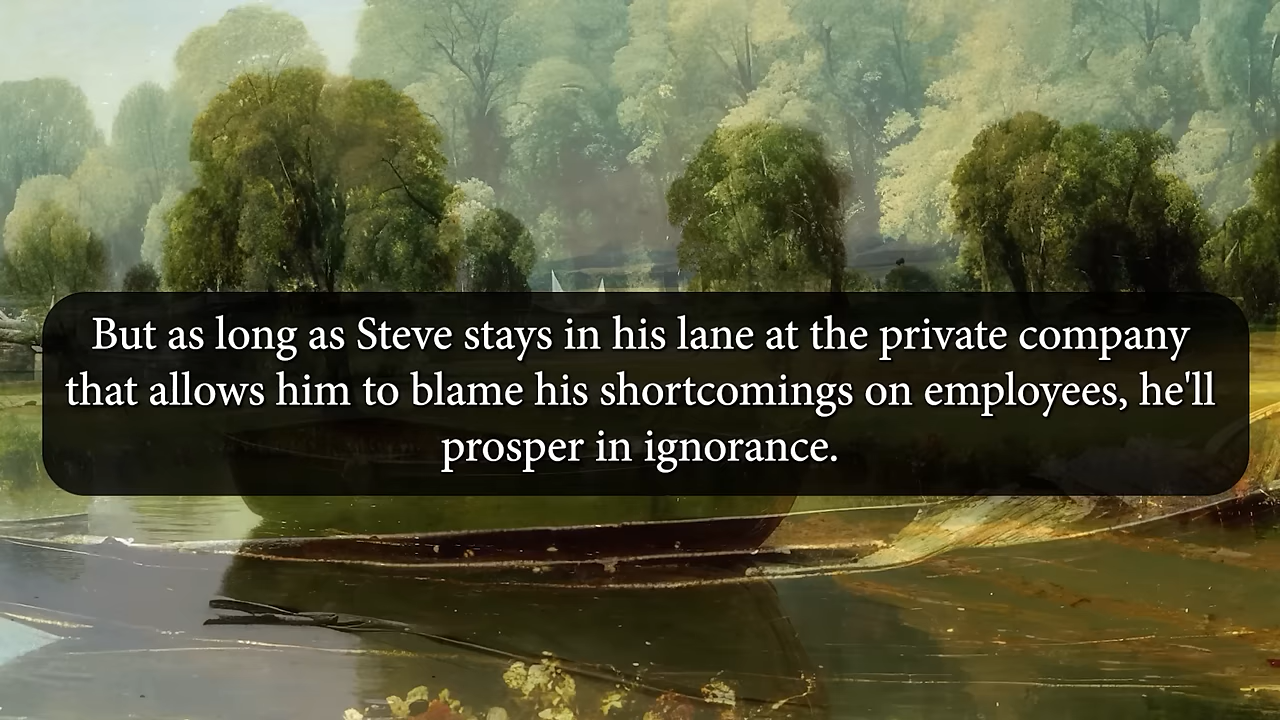 But as long as Steve stays in his lane at the private company
that allows him to blame his shortcomings on employees, he'll
prosper in ignorance.